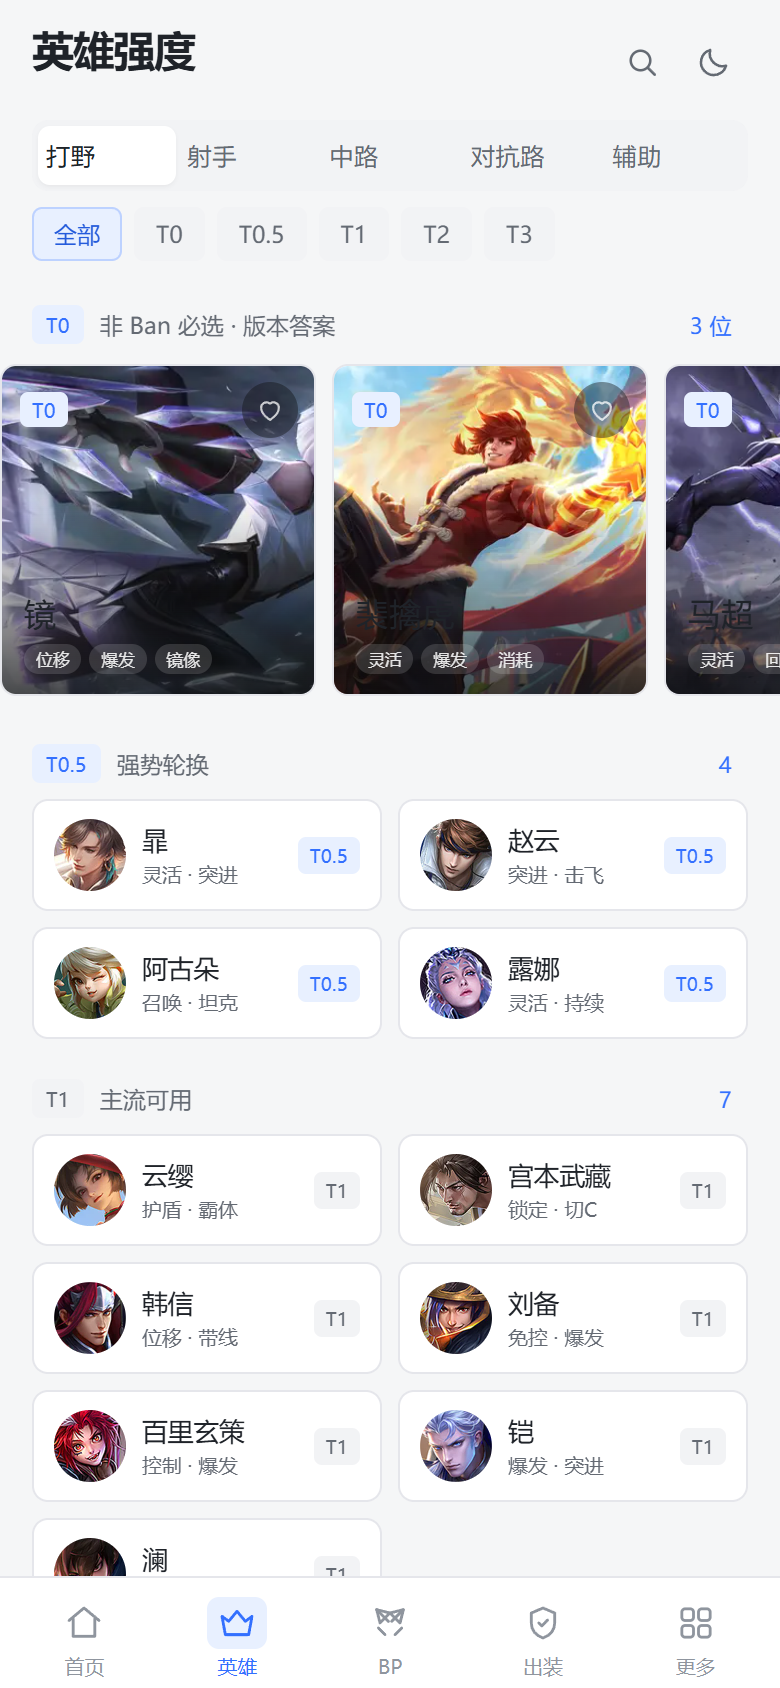 英雄强度
打野 射手 中路 对抗路 辅助
全部 T0 T0.5 T1 T2 T3
T0 非 Ban 必选 · 版本答案 3 位
T0 T0 T0
镜 裴擒虎 马超
位移 爆发 镜像 灵活 爆发 消耗 灵活 回
T0.5 强势轮换 4
暃 T0.5 赵云 T0.5
灵活 · 突进 突进 · 击飞
阿古朵 T0.5 露娜 T0.5
召唤 · 坦克 灵活 · 持续
T1 主流可用 7
云缨 T1 宫本武藏 T1
护盾 · 霸体 锁定 · 切C
韩信 T1 刘备 T1
位移 · 带线 免控 · 爆发
百里玄策 T1 铠 T1
控制 · 爆发 爆发 · 突进
澜 T1
首页 英雄 BP 出装 更多